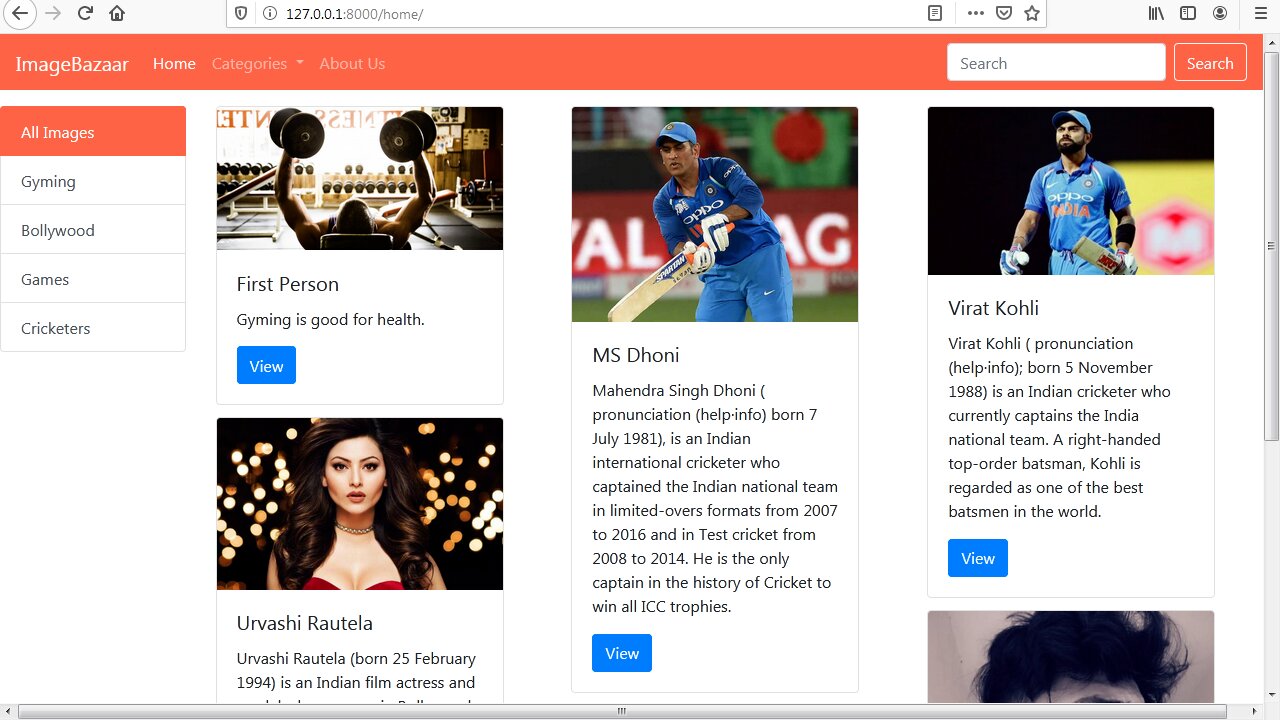 127.0.0.1:8000/home/
ImageBazaar Home Categories About Us Search Search
All Images
Gyming
Bollywood
Games
Cricketers
First Person
Gyming is good for health.
View
Urvashi Rautela
Urvashi Rautela (born 25 February
1994) is an Indian film actress and
oppo
SPARTAN
MS Dhoni
Mahendra Singh Dhoni (
pronunciation (help·info) born 7
July 1981), is an Indian
international cricketer who
captained the Indian national team
in limited-overs formats from 2007
to 2016 and in Test cricket from
2008 to 2014. He is the only
captain in the history of Cricket to
win all ICC trophies.
View
oppo
INDIA
Virat Kohli
Virat Kohli ( pronunciation
(help·info); born 5 November
1988) is an Indian cricketer who
currently captains the India
national team. A right-handed
top-order batsman, Kohli is
regarded as one of the best
batsmen in the world.
View